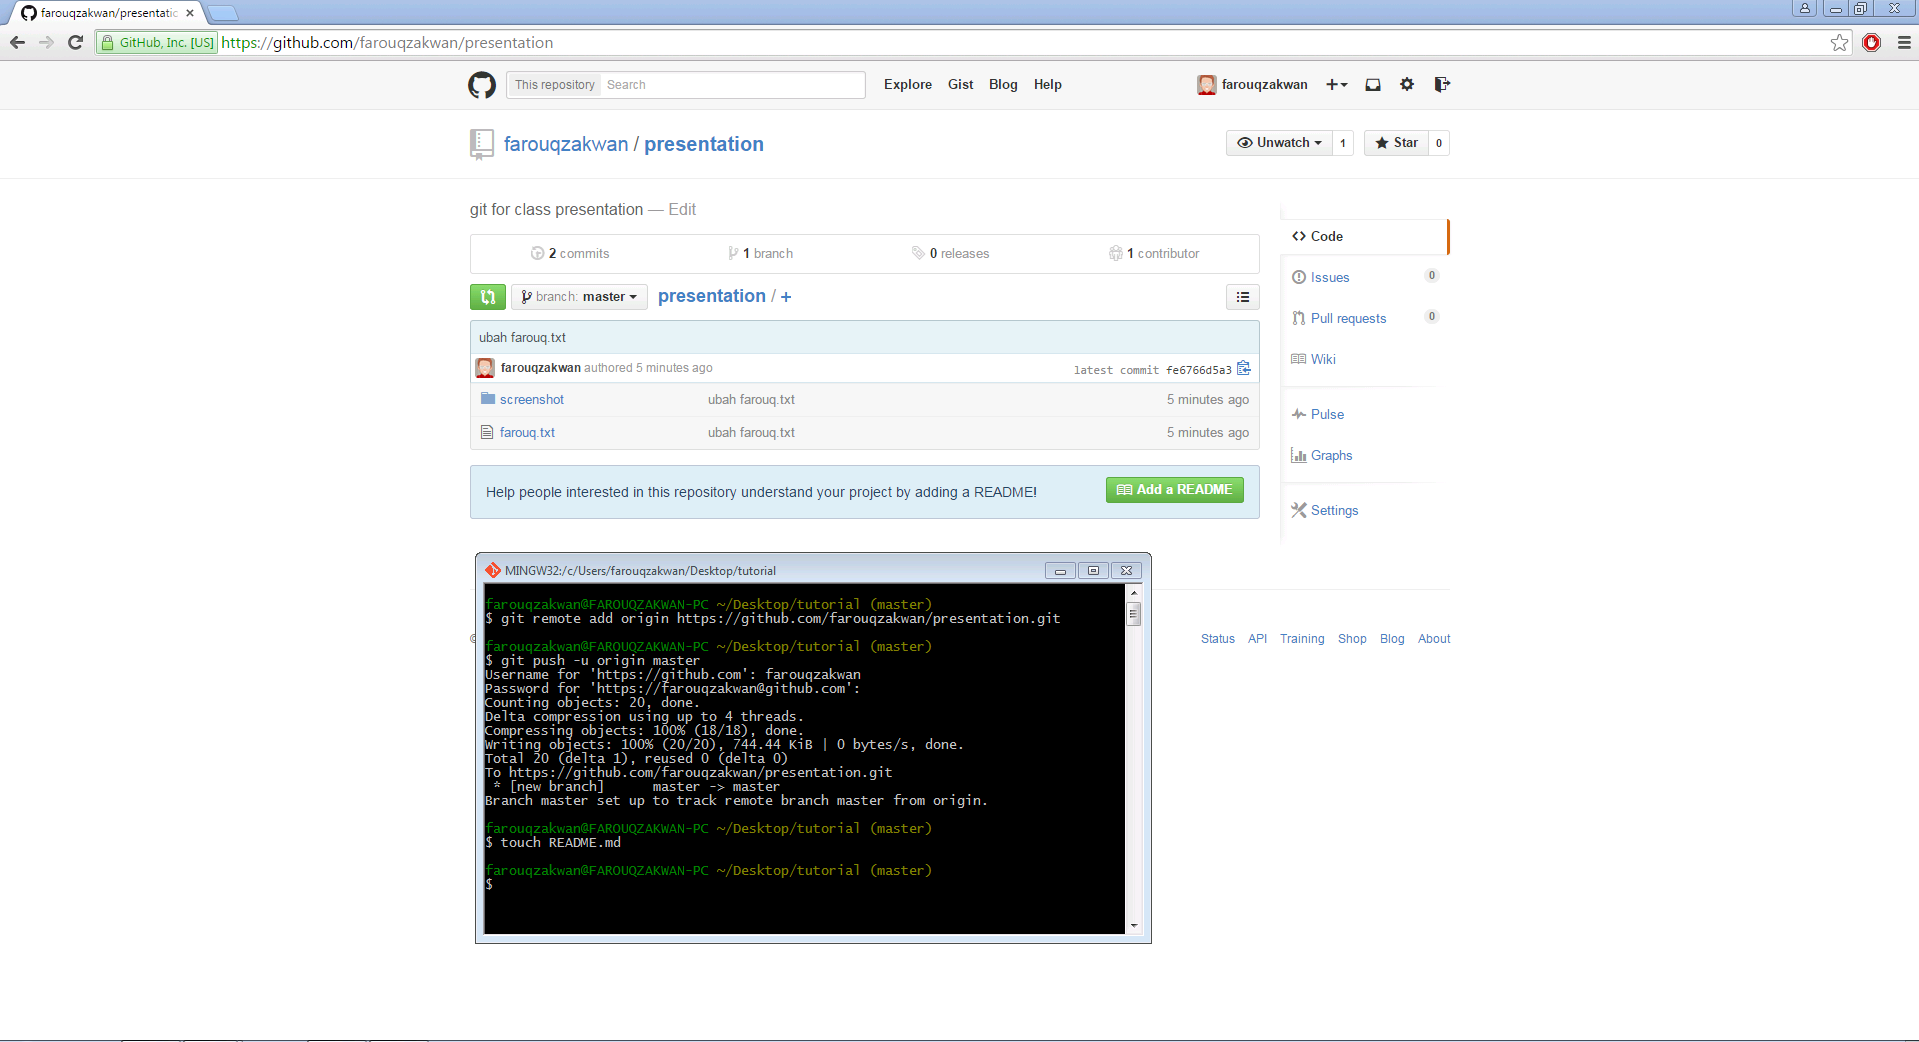 farouqzakwan/presentatic
GitHub, Inc. [US] https://github.com/farouqzakwan/presentation
This repository Search Explore Gist Blog Help farouqzakwan
farouqzakwan / presentation Unwatch 1 Star 0
git for class presentation — Edit
2 commits 1 branch 0 releases 1 contributor
branch: master presentation / +
ubah farouq.txt
farouqzakwan authored 5 minutes ago latest commit fe6766d5a3
screenshot ubah farouq.txt 5 minutes ago
farouq.txt ubah farouq.txt 5 minutes ago
Help people interested in this repository understand your project by adding a README! Add a README
Code
Issues 0
Pull requests 0
Wiki
Pulse
Graphs
Settings
MINGW32:/c/Users/farouqzakwan/Desktop/tutorial
farouqzakwan@FAROUQZAKWAN-PC ~/Desktop/tutorial (master)
$ git remote add origin https://github.com/farouqzakwan/presentation.git
farouqzakwan@FAROUQZAKWAN-PC ~/Desktop/tutorial (master)
$ git push -u origin master
Username for 'https://github.com': farouqzakwan
Password for 'https://farouqzakwan@github.com':
Counting objects: 20, done.
Delta compression using up to 4 threads.
Compressing objects: 100% (18/18), done.
Writing objects: 100% (20/20), 744.44 KiB | 0 bytes/s, done.
Total 20 (delta 1), reused 0 (delta 0)
To https://github.com/farouqzakwan/presentation.git
* [new branch] master -> master
Branch master set up to track remote branch master from origin.
farouqzakwan@FAROUQZAKWAN-PC ~/Desktop/tutorial (master)
$ touch README.md
farouqzakwan@FAROUQZAKWAN-PC ~/Desktop/tutorial (master)
$
Status API Training Shop Blog About